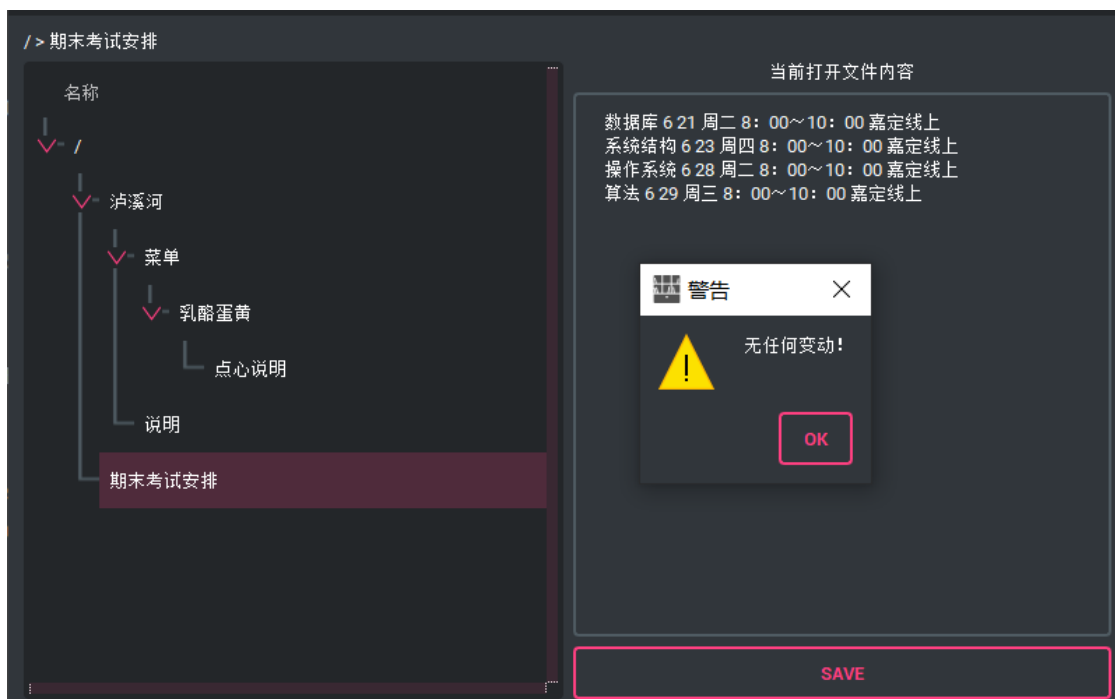 / > 期末考试安排
名称
/
泸溪河
菜单
乳酪蛋黄
点心说明
说明
期末考试安排
当前打开文件内容
数据库 6 21 周二 8：00～10：00 嘉定线上
系统结构 6 23 周四 8：00～10：00 嘉定线上
操作系统 6 28 周二 8：00～10：00 嘉定线上
算法 6 29 周三 8：00～10：00 嘉定线上
警告
无任何变动!
OK
SAVE